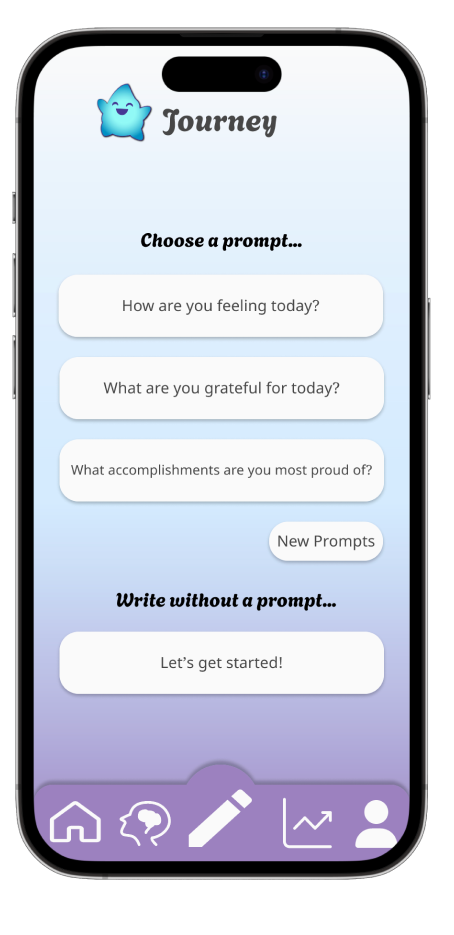 Journey
Choose a prompt...
How are you feeling today?
What are you grateful for today?
What accomplishments are you most proud of?
New Prompts
Write without a prompt...
Let's get started!